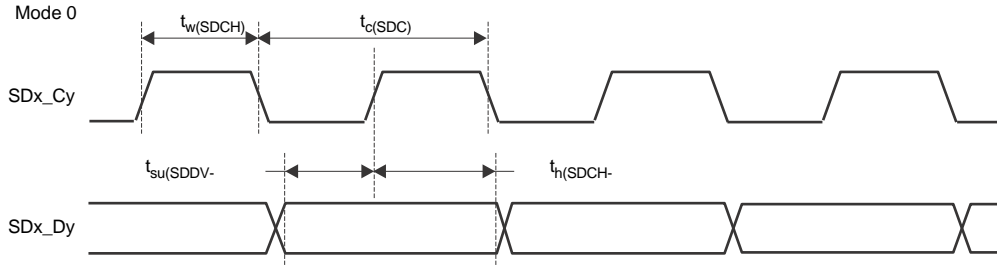 Mode 0
tw(SDCH)
tc(SDC)
SDx_Cy
tsu(SDDV-
th(SDCH-
SDx_Dy